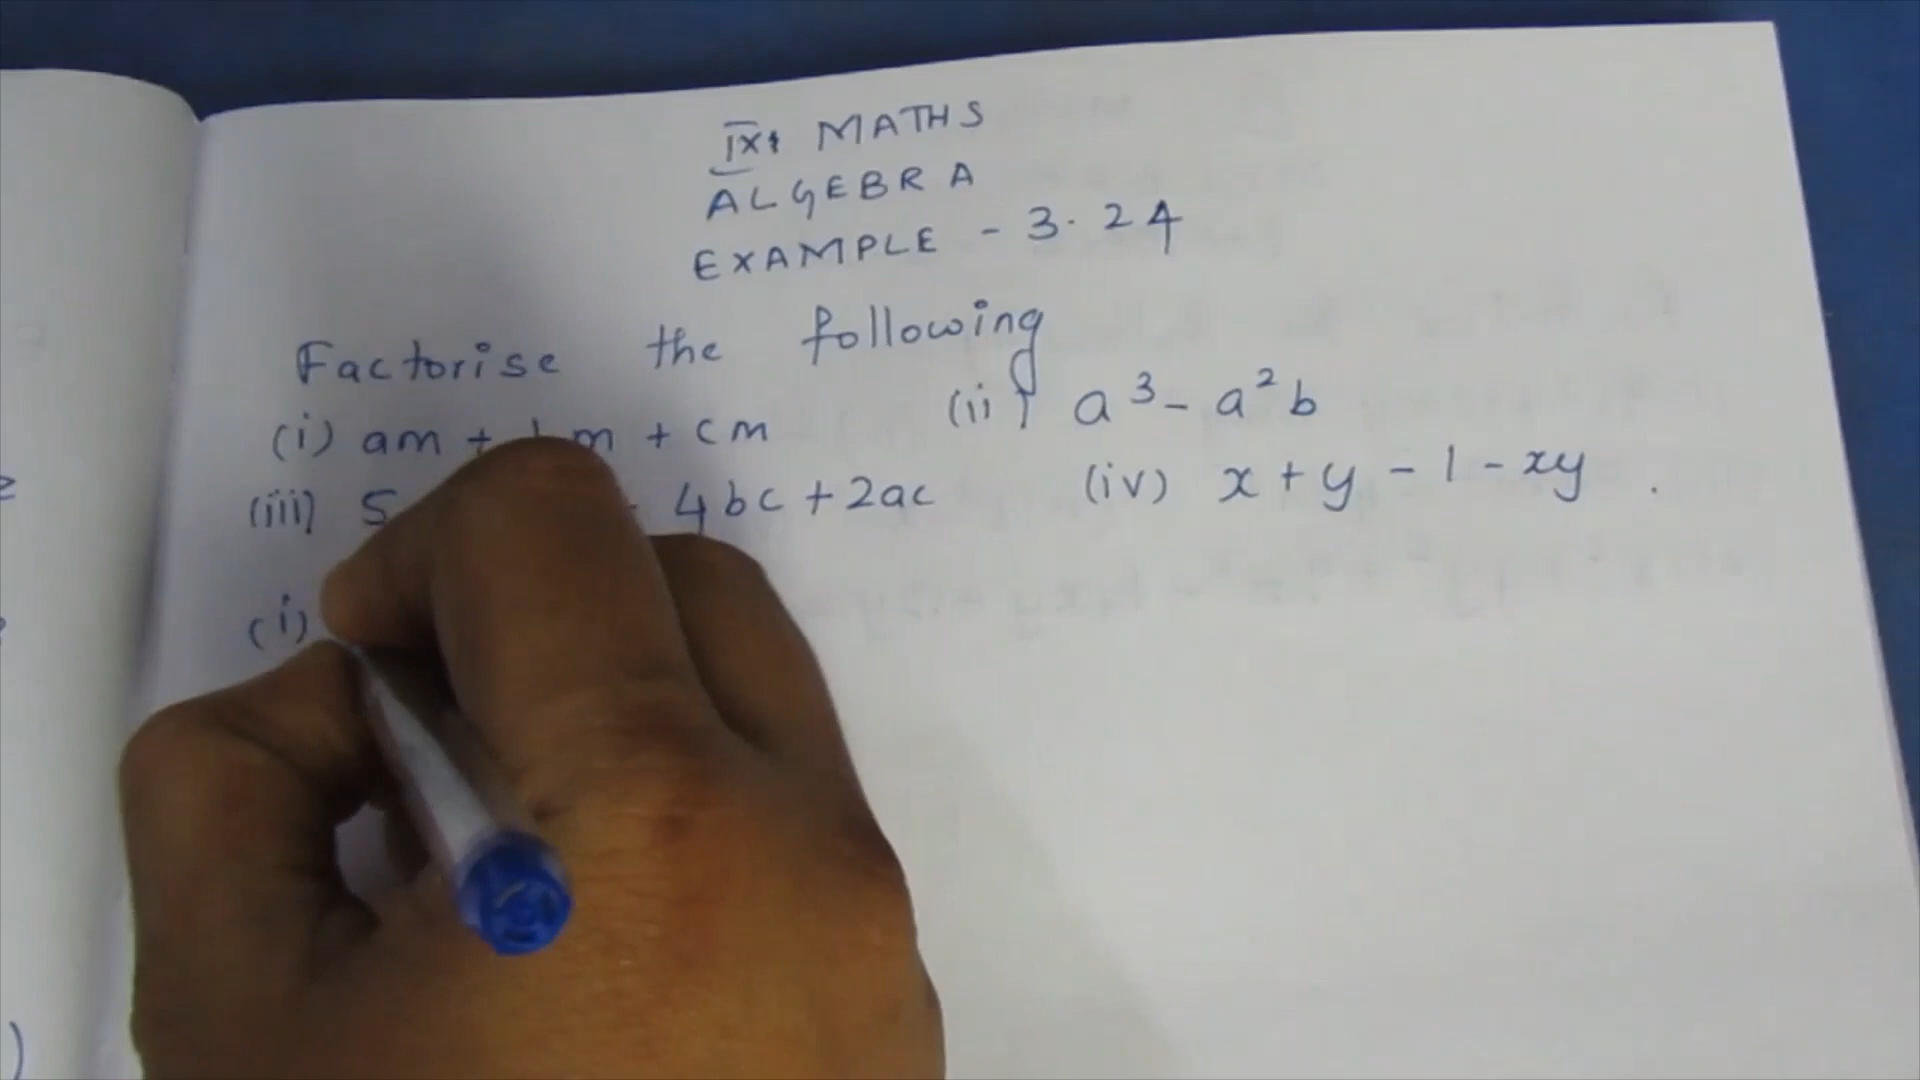 IX MATHS
ALGEBRA
EXAMPLE - 3.24
Factorise the following
(i) am + bm + cm (ii) a³ - a²b
(iii) 5 4bc + 2ac (iv) x + y - 1 - xy .
(i)